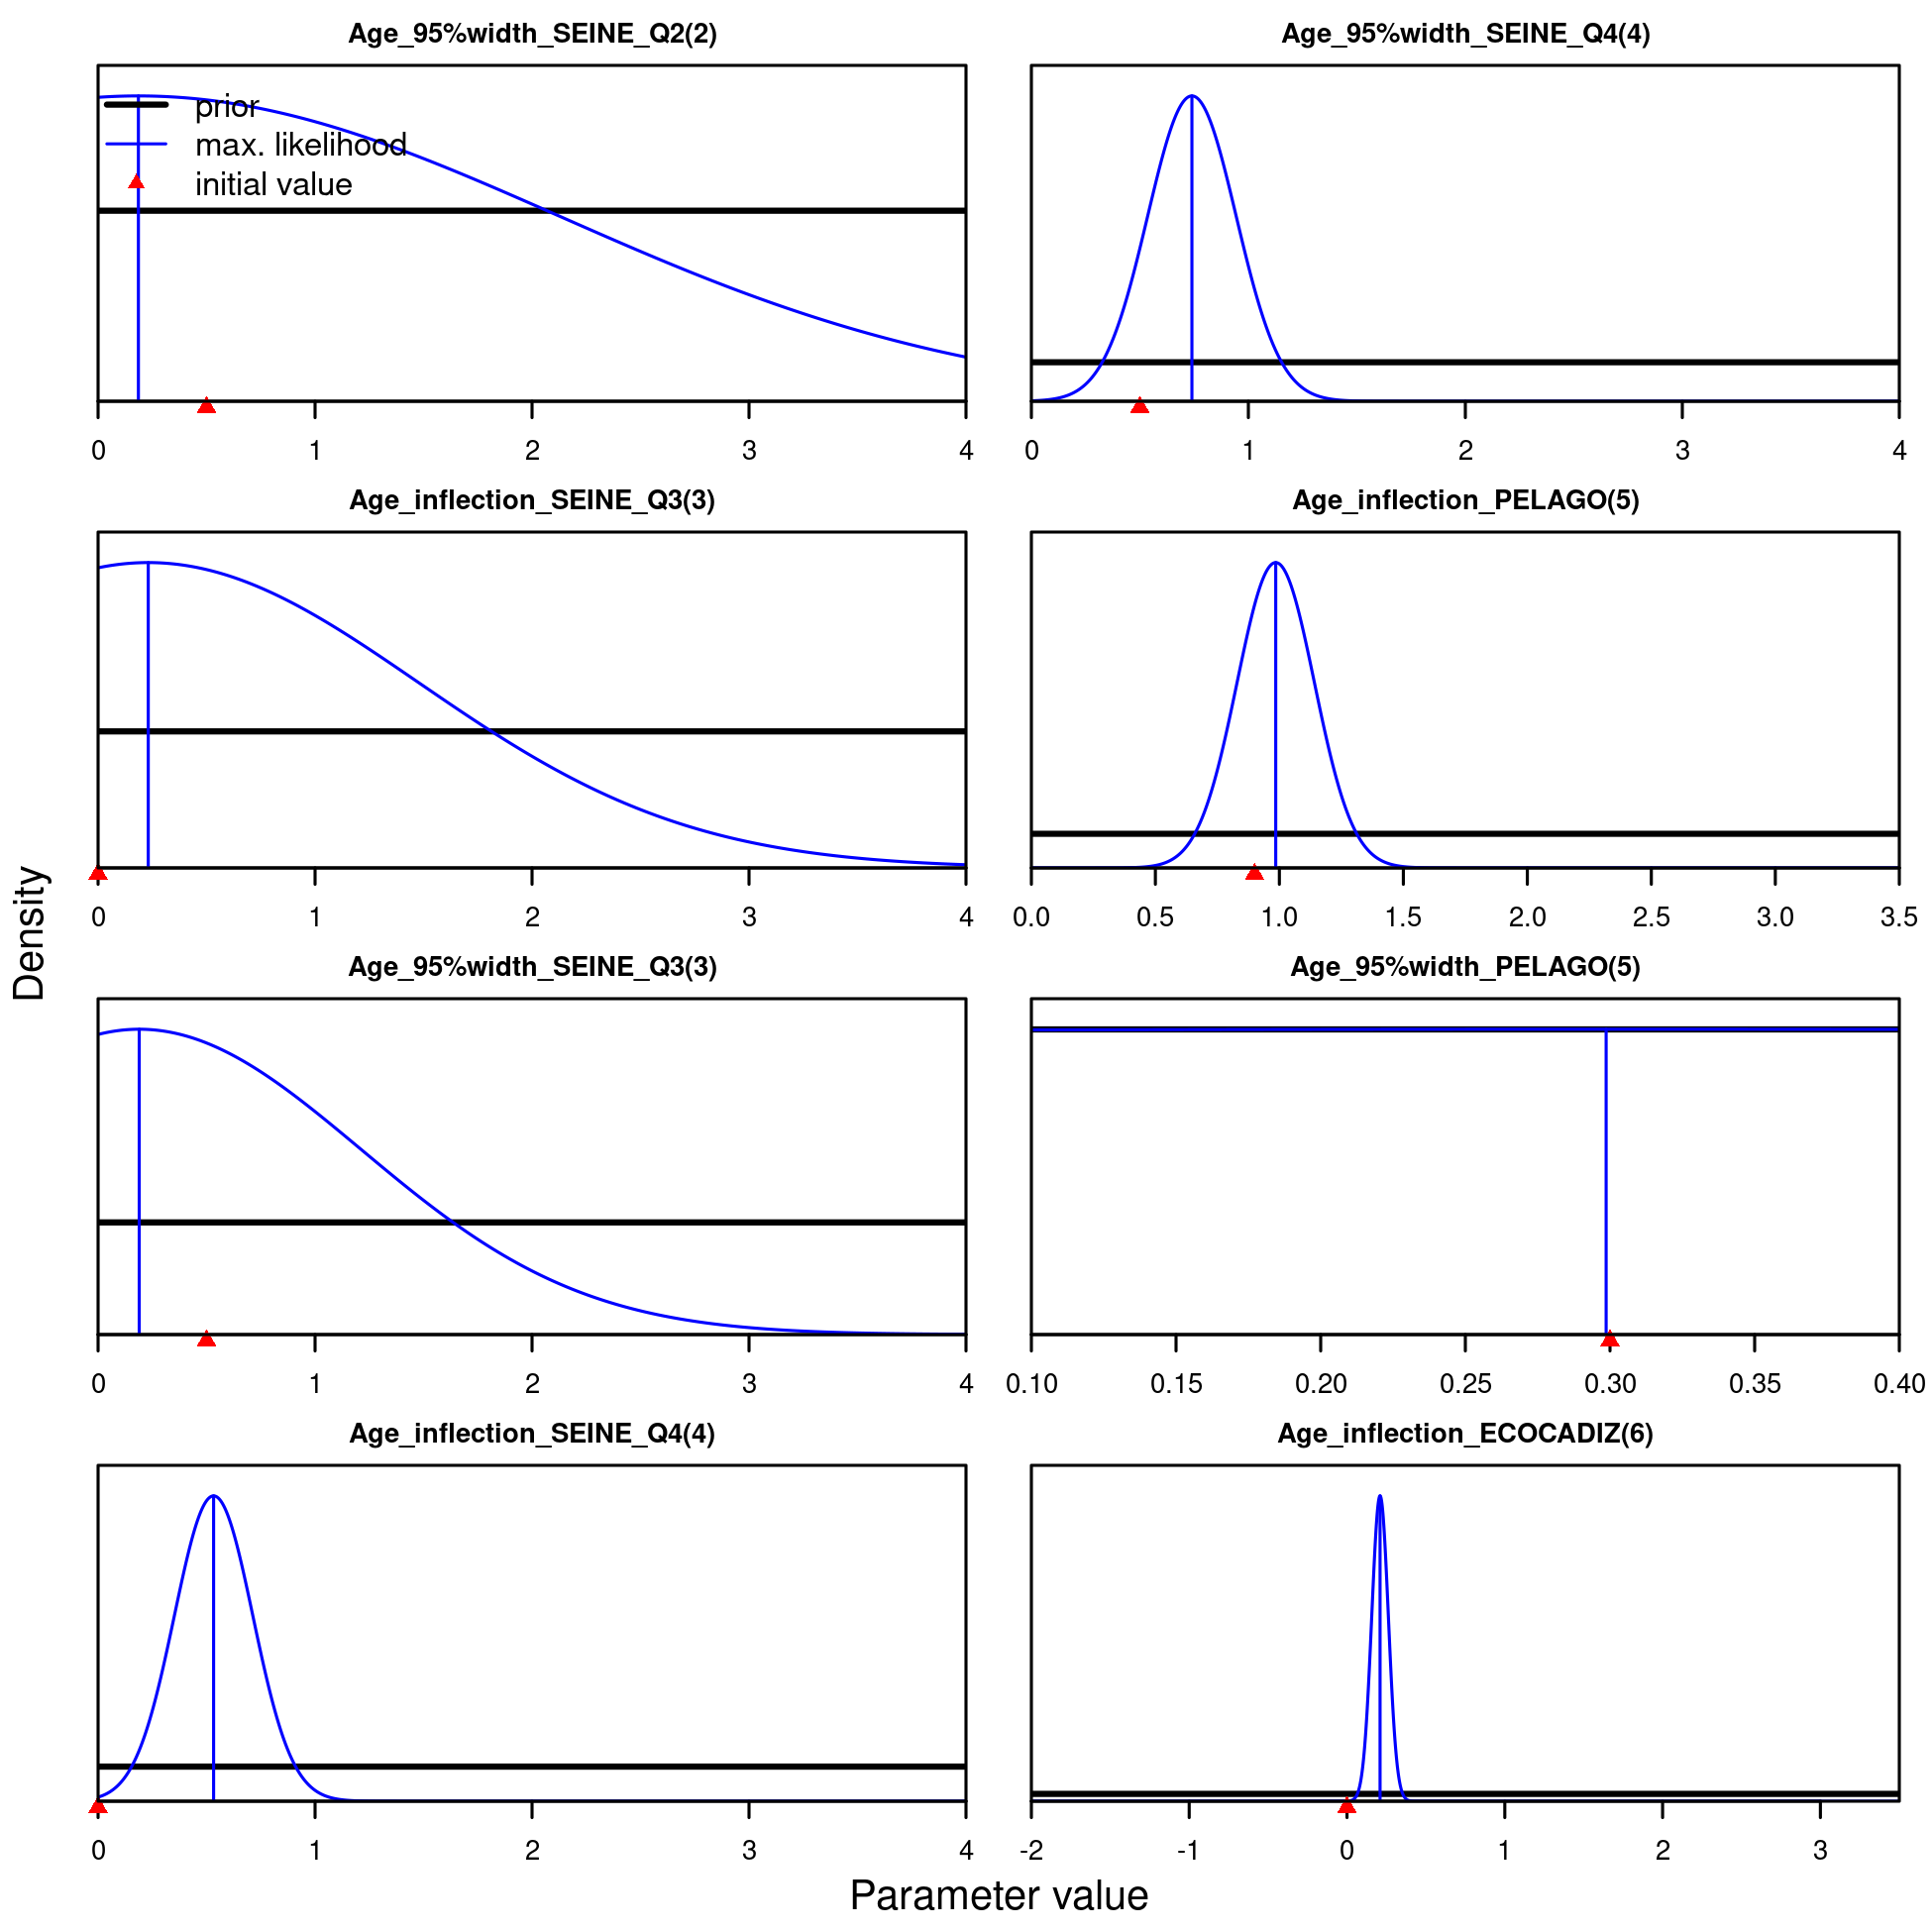 Age_95%width_SEINE_Q2(2)
prior
max. likelihood
initial value
0 1 2 3 4
Age_95%width_SEINE_Q4(4)
0 1 2 3 4
Age_inflection_SEINE_Q3(3)
0 1 2 3 4
Age_inflection_PELAGO(5)
0.0 0.5 1.0 1.5 2.0 2.5 3.0 3.5
Density
Age_95%width_SEINE_Q3(3)
0 1 2 3 4
Age_95%width_PELAGO(5)
0.10 0.15 0.20 0.25 0.30 0.35 0.40
Age_inflection_SEINE_Q4(4)
0 1 2 3 4
Age_inflection_ECOCADIZ(6)
-2 -1 0 1 2 3
Parameter value